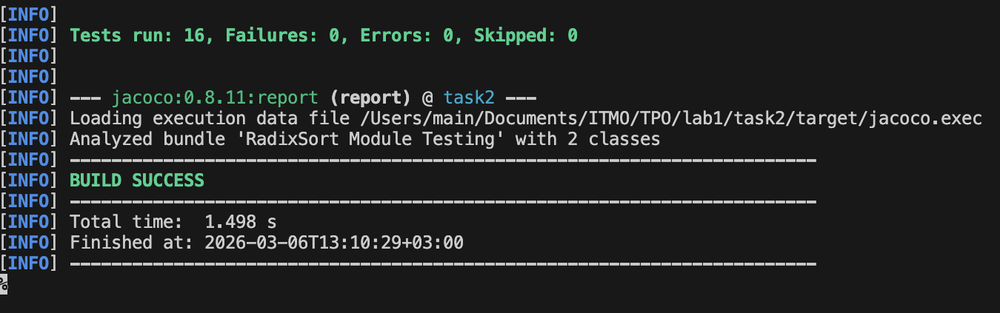 [INFO]
[INFO] Tests run: 16, Failures: 0, Errors: 0, Skipped: 0
[INFO]
[INFO]
[INFO] --- jacoco:0.8.11:report (report) @ task2 ---
[INFO] Loading execution data file /Users/main/Documents/ITMO/TPO/lab1/task2/target/jacoco.exec
[INFO] Analyzed bundle 'RadixSort Module Testing' with 2 classes
[INFO] ------------------------------------------------------------------------
[INFO] BUILD SUCCESS
[INFO] ------------------------------------------------------------------------
[INFO] Total time:  1.498 s
[INFO] Finished at: 2026-03-06T13:10:29+03:00
[INFO] ------------------------------------------------------------------------
%